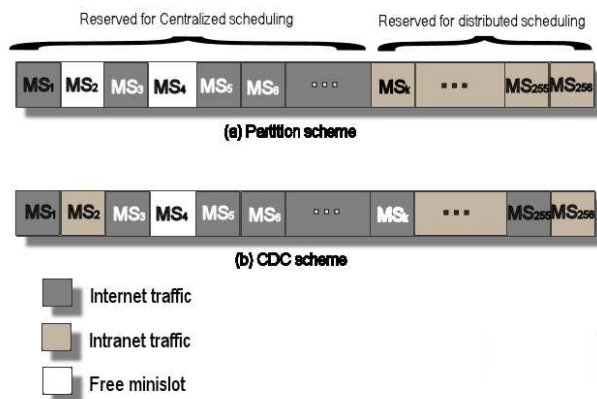 Reserved for Centralized scheduling Reserved for distributed scheduling
MS1 MS2 MS3 MS4 MS5 MS6 ... MSk ... MS255 MS256
(a) Partition scheme
MS1 MS2 MS3 MS4 MS5 MS6 ... MSk ... MS255 MS256
(b) CDC scheme
Internet traffic
Intranet traffic
Free minislot